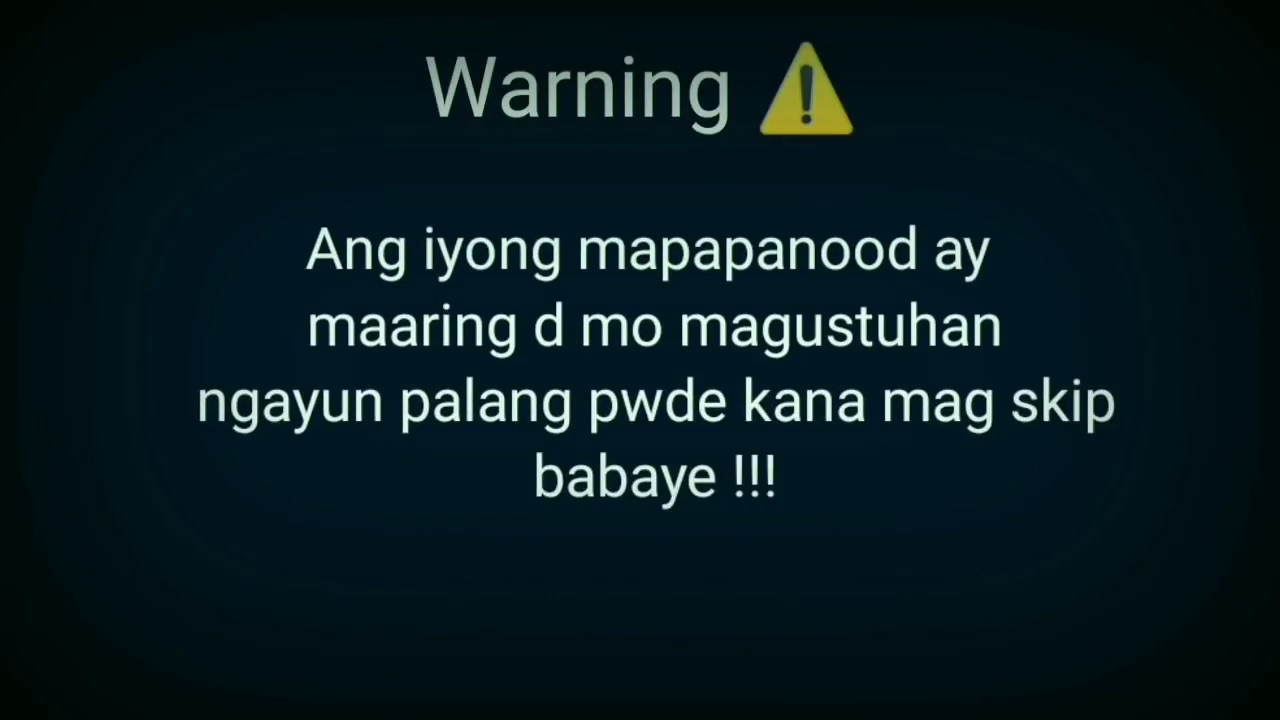 Warning ⚠️
Ang iyong mapapanood ay
maaring d mo magustuhan
ngayun palang pwde kana mag skip
babaye !!!